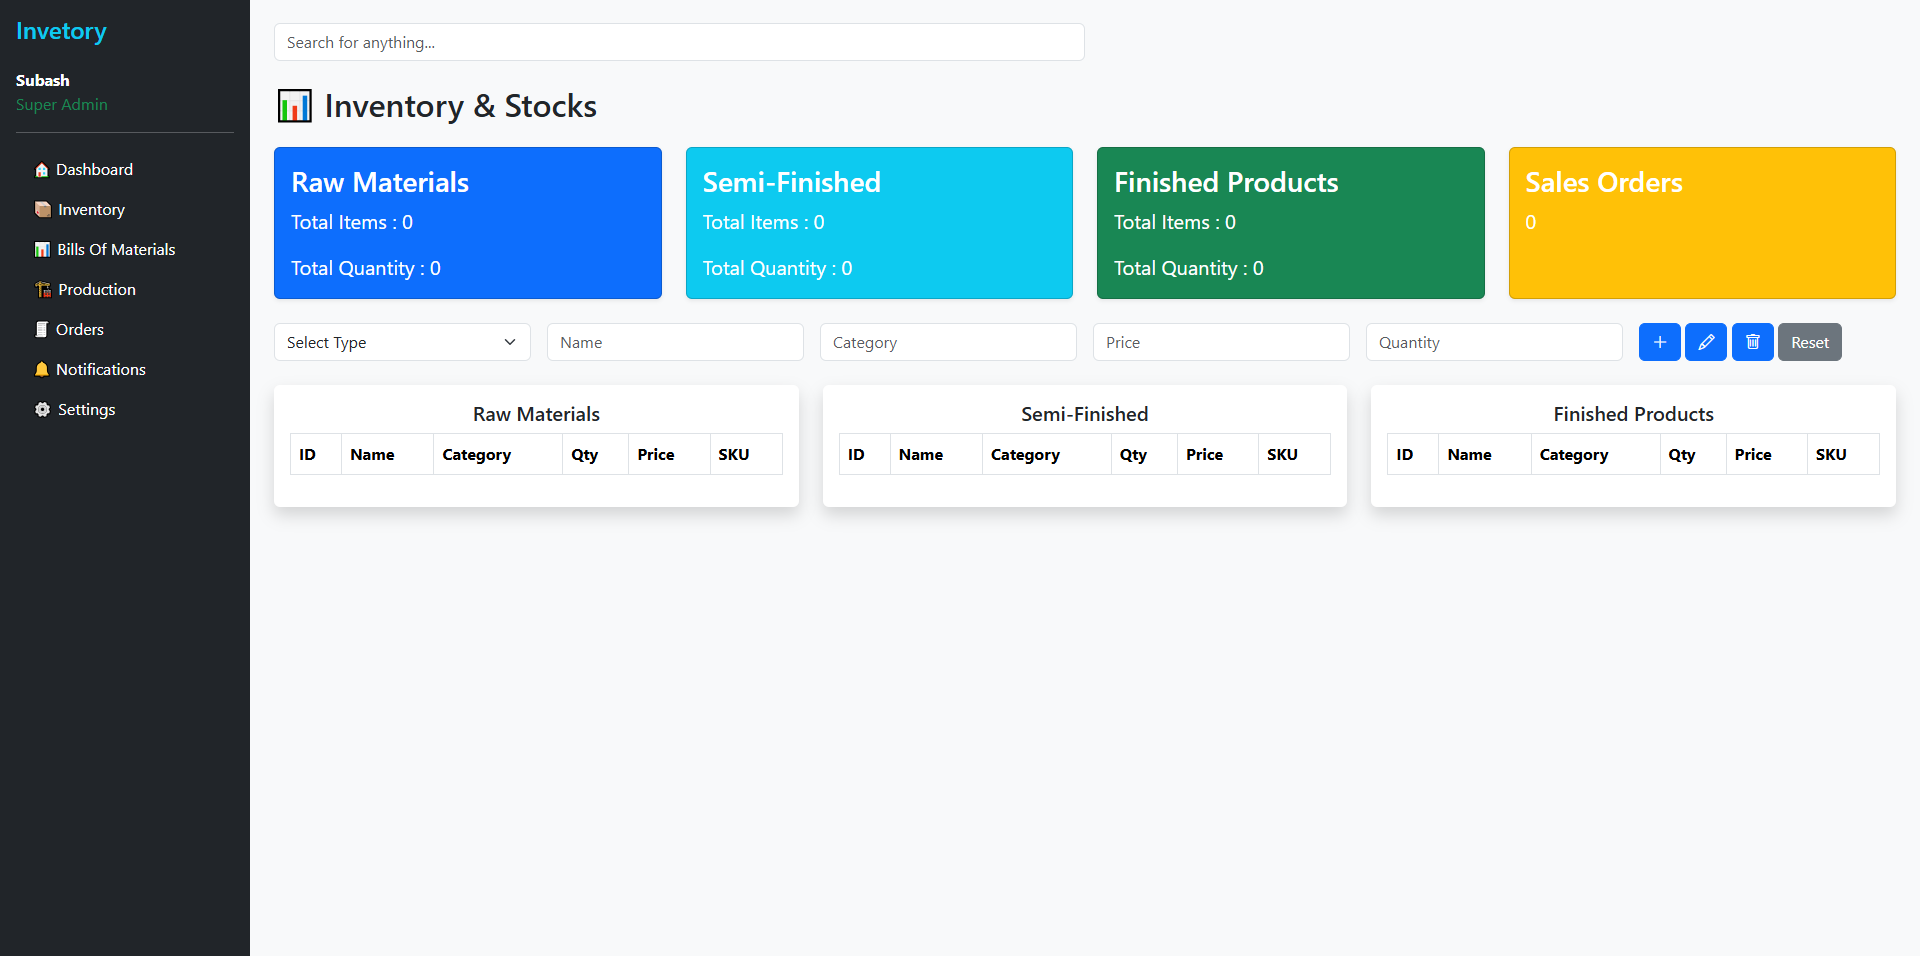 Invetory
Subash
Super Admin
Dashboard
Inventory
Bills Of Materials
Production
Orders
Notifications
Settings
Search for anything...
Inventory & Stocks
Raw Materials
Total Items : 0
Total Quantity : 0
Semi-Finished
Total Items : 0
Total Quantity : 0
Finished Products
Total Items : 0
Total Quantity : 0
Sales Orders
0
Select Type Name Category Price Quantity Reset
Raw Materials
ID Name Category Qty Price SKU
Semi-Finished
ID Name Category Qty Price SKU
Finished Products
ID Name Category Qty Price SKU